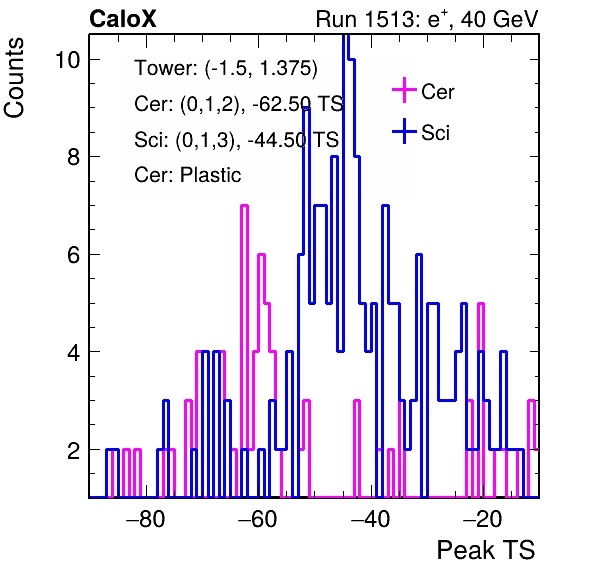 CaloX Run 1513: e⁺, 40 GeV
Counts
Tower: (-1.5, 1.375)
Cer: (0,1,2), -62.50 TS
Sci: (0,1,3), -44.50 TS
Cer: Plastic
Cer
Sci
10
8
6
4
2
−80 −60 −40 −20
Peak TS